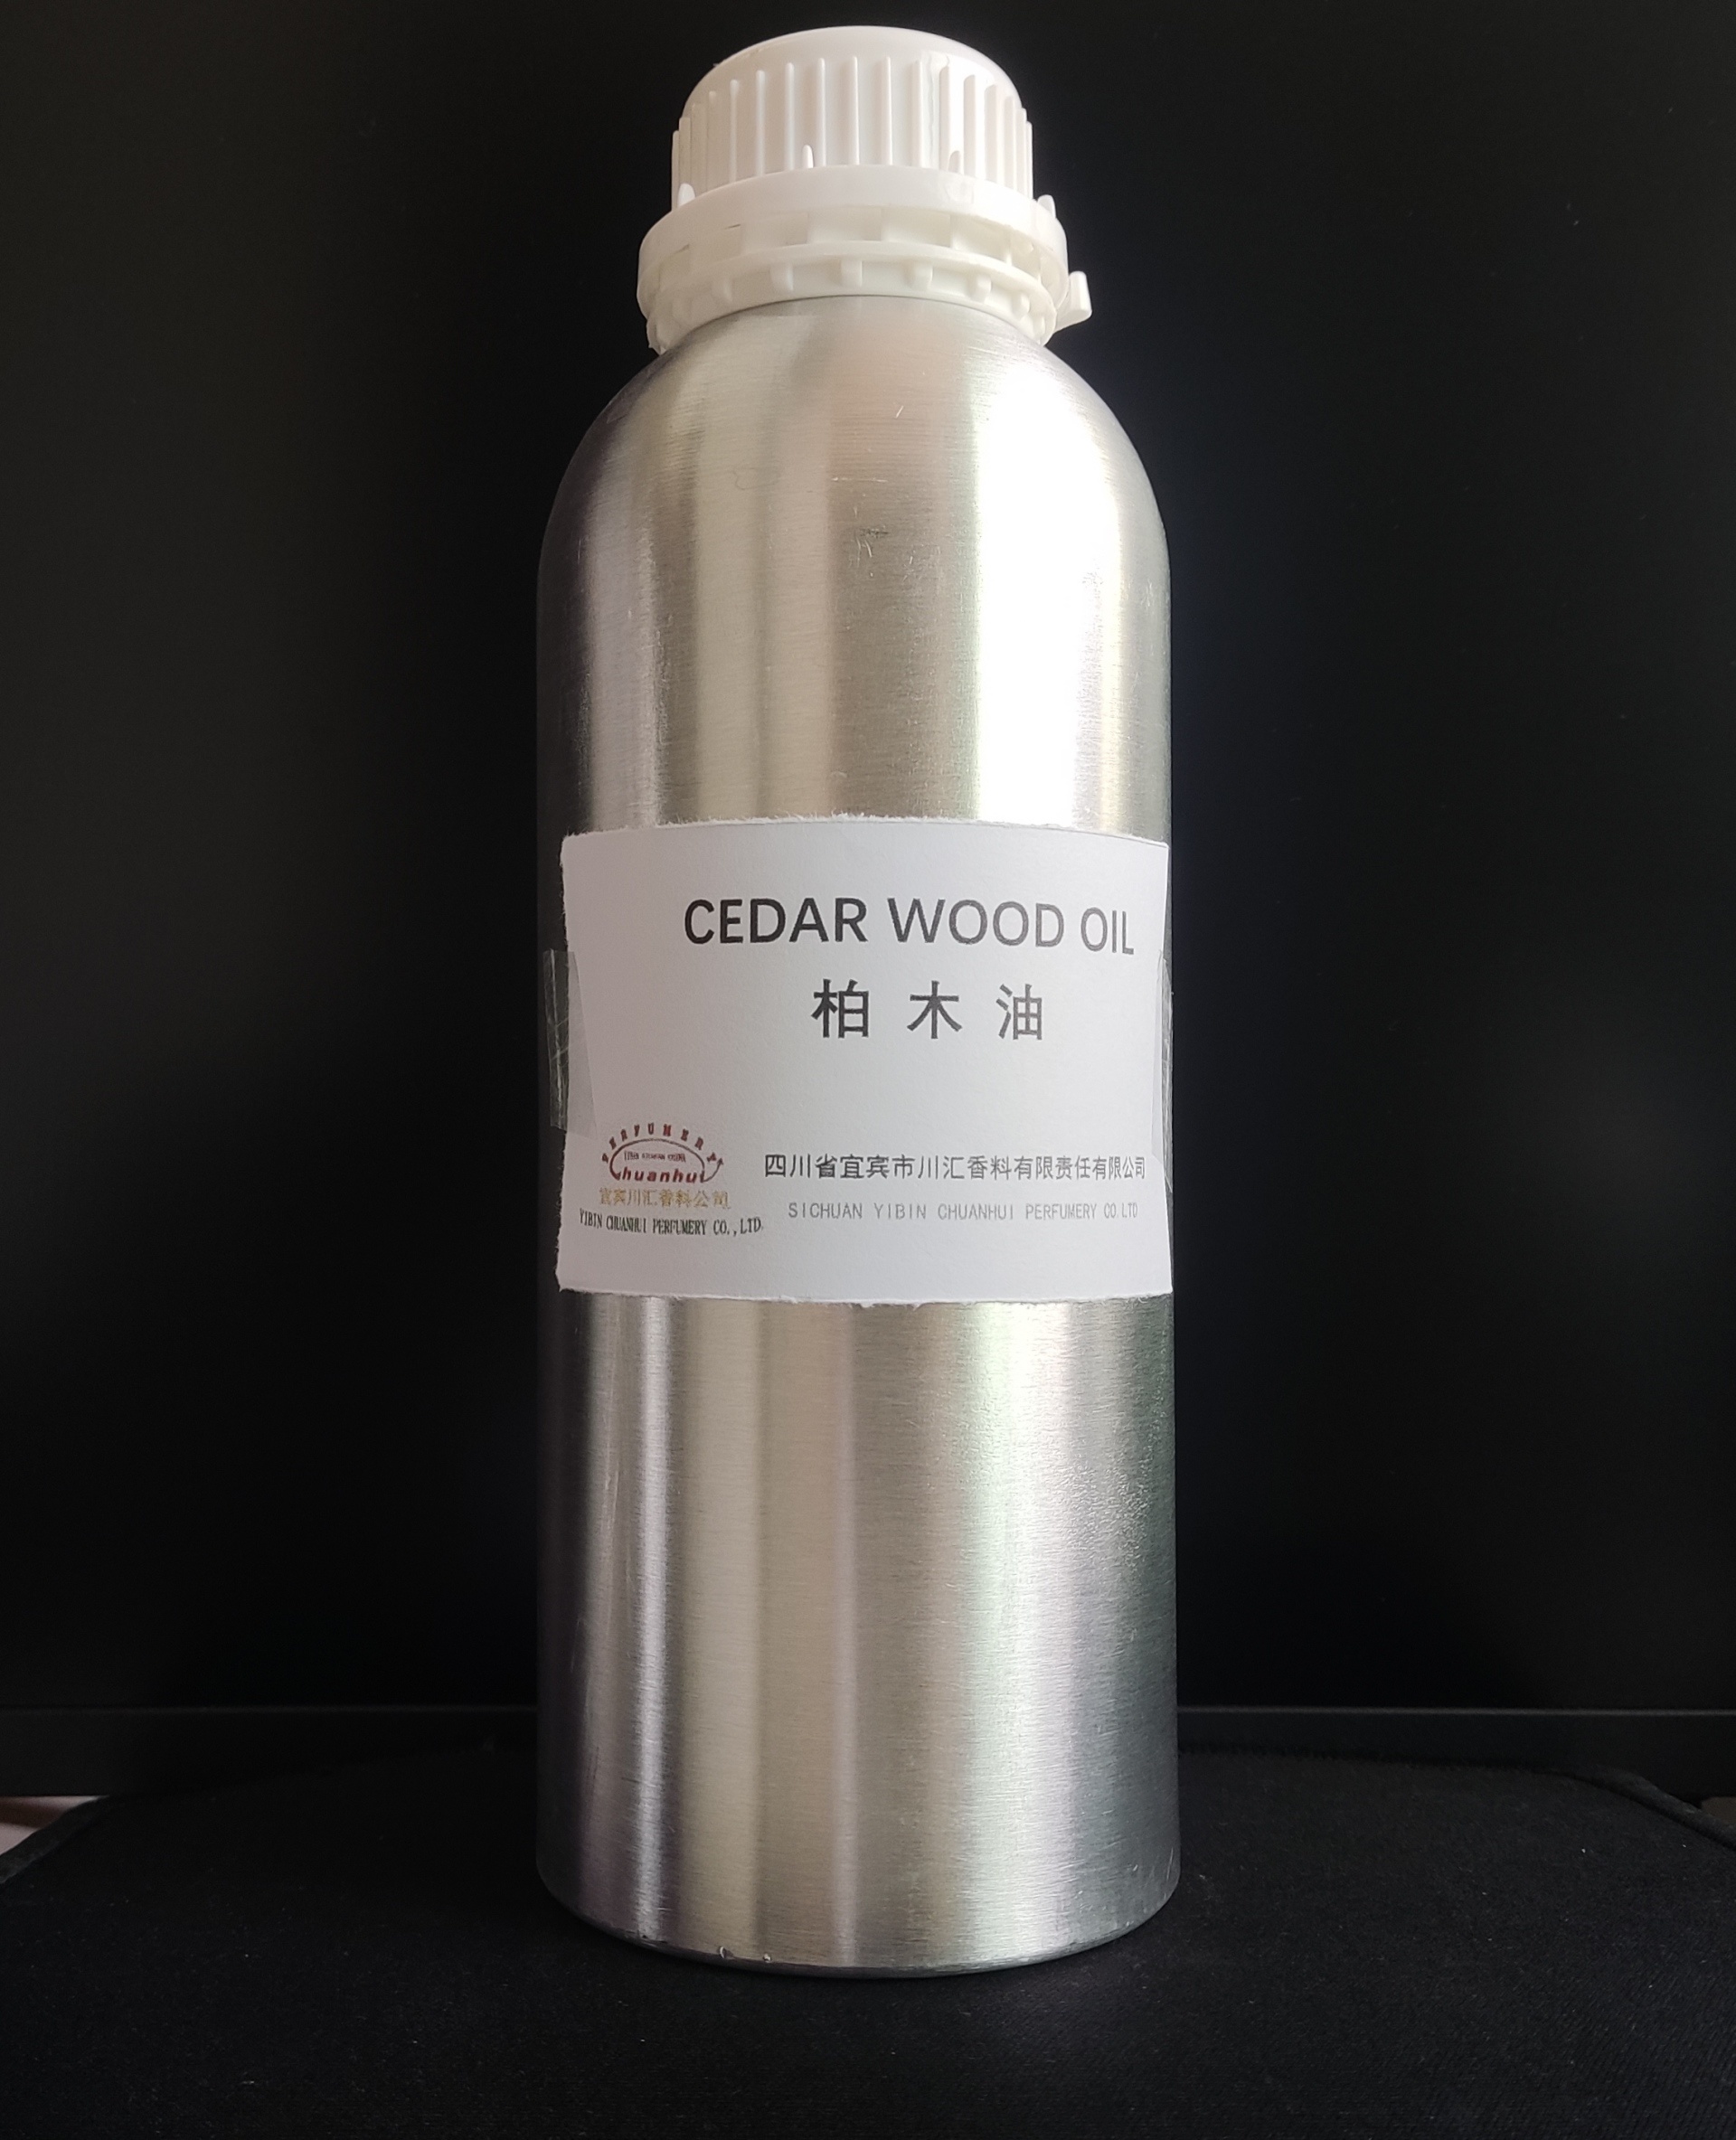 CEDAR WOOD OIL
柏木油
PERFUMERY
Chuanhui
宜宾川汇香料公司
YIBIN CHUANHUI PERFUMERY CO.,LTD.
四川省宜宾市川汇香料有限责任有限公司
SICHUAN YIBIN CHUANHUI PERFUMERY CO.LTD